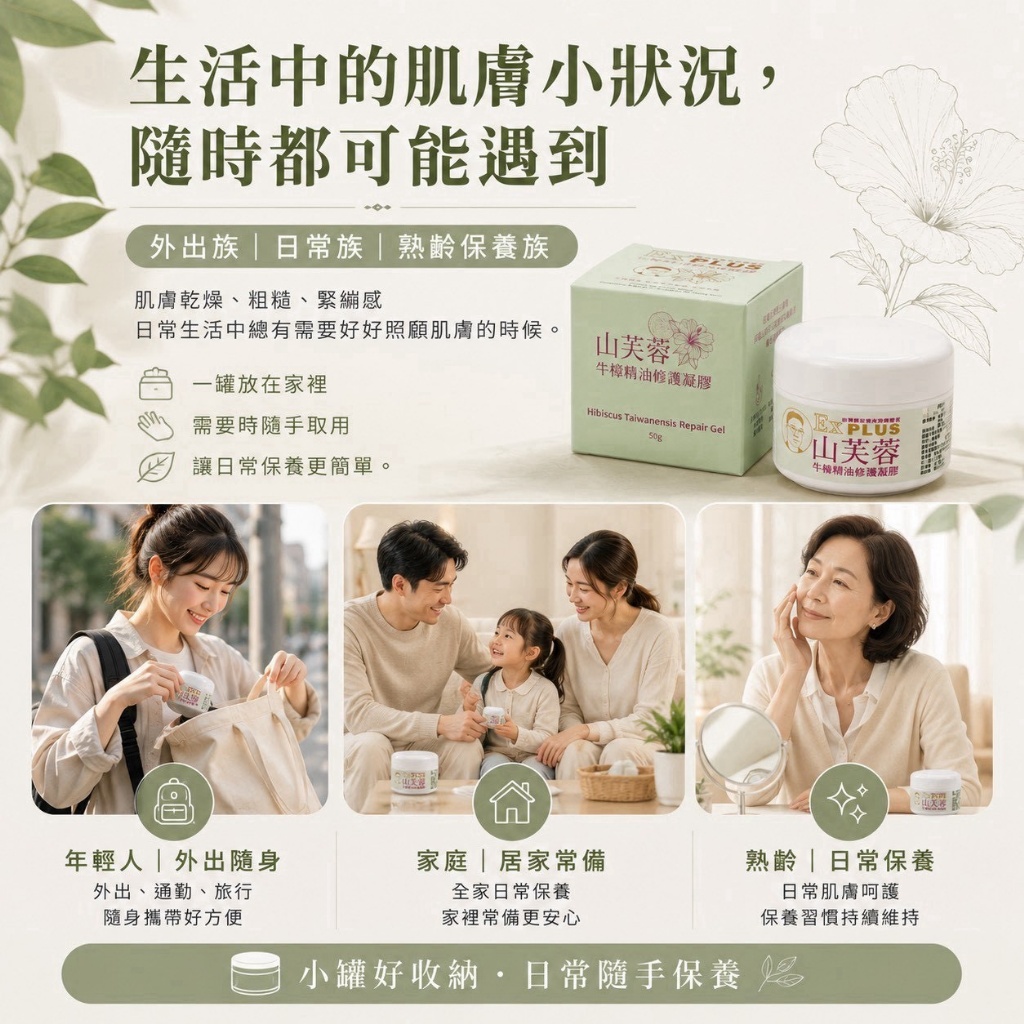 生活中的肌膚小狀況，
隨時都可能遇到
外出族｜日常族｜熟齡保養族
肌膚乾燥、粗糙、緊繃感
日常生活中總有需要好好照顧肌膚的時候。
一罐放在家裡
需要時隨手取用
讓日常保養更簡單。
Ex PLUS
山芙蓉
牛樟精油修護凝膠
Hibiscus Taiwanensis Repair Gel
50g
Ex PLUS
山芙蓉
牛樟精油修護凝膠
山芙蓉
山芙蓉
年輕人｜外出隨身
外出、通勤、旅行
隨身攜帶好方便
家庭｜居家常備
全家日常保養
家裡常備更安心
熟齡｜日常保養
日常肌膚呵護
保養習慣持續維持
小罐好收納・日常隨手保養